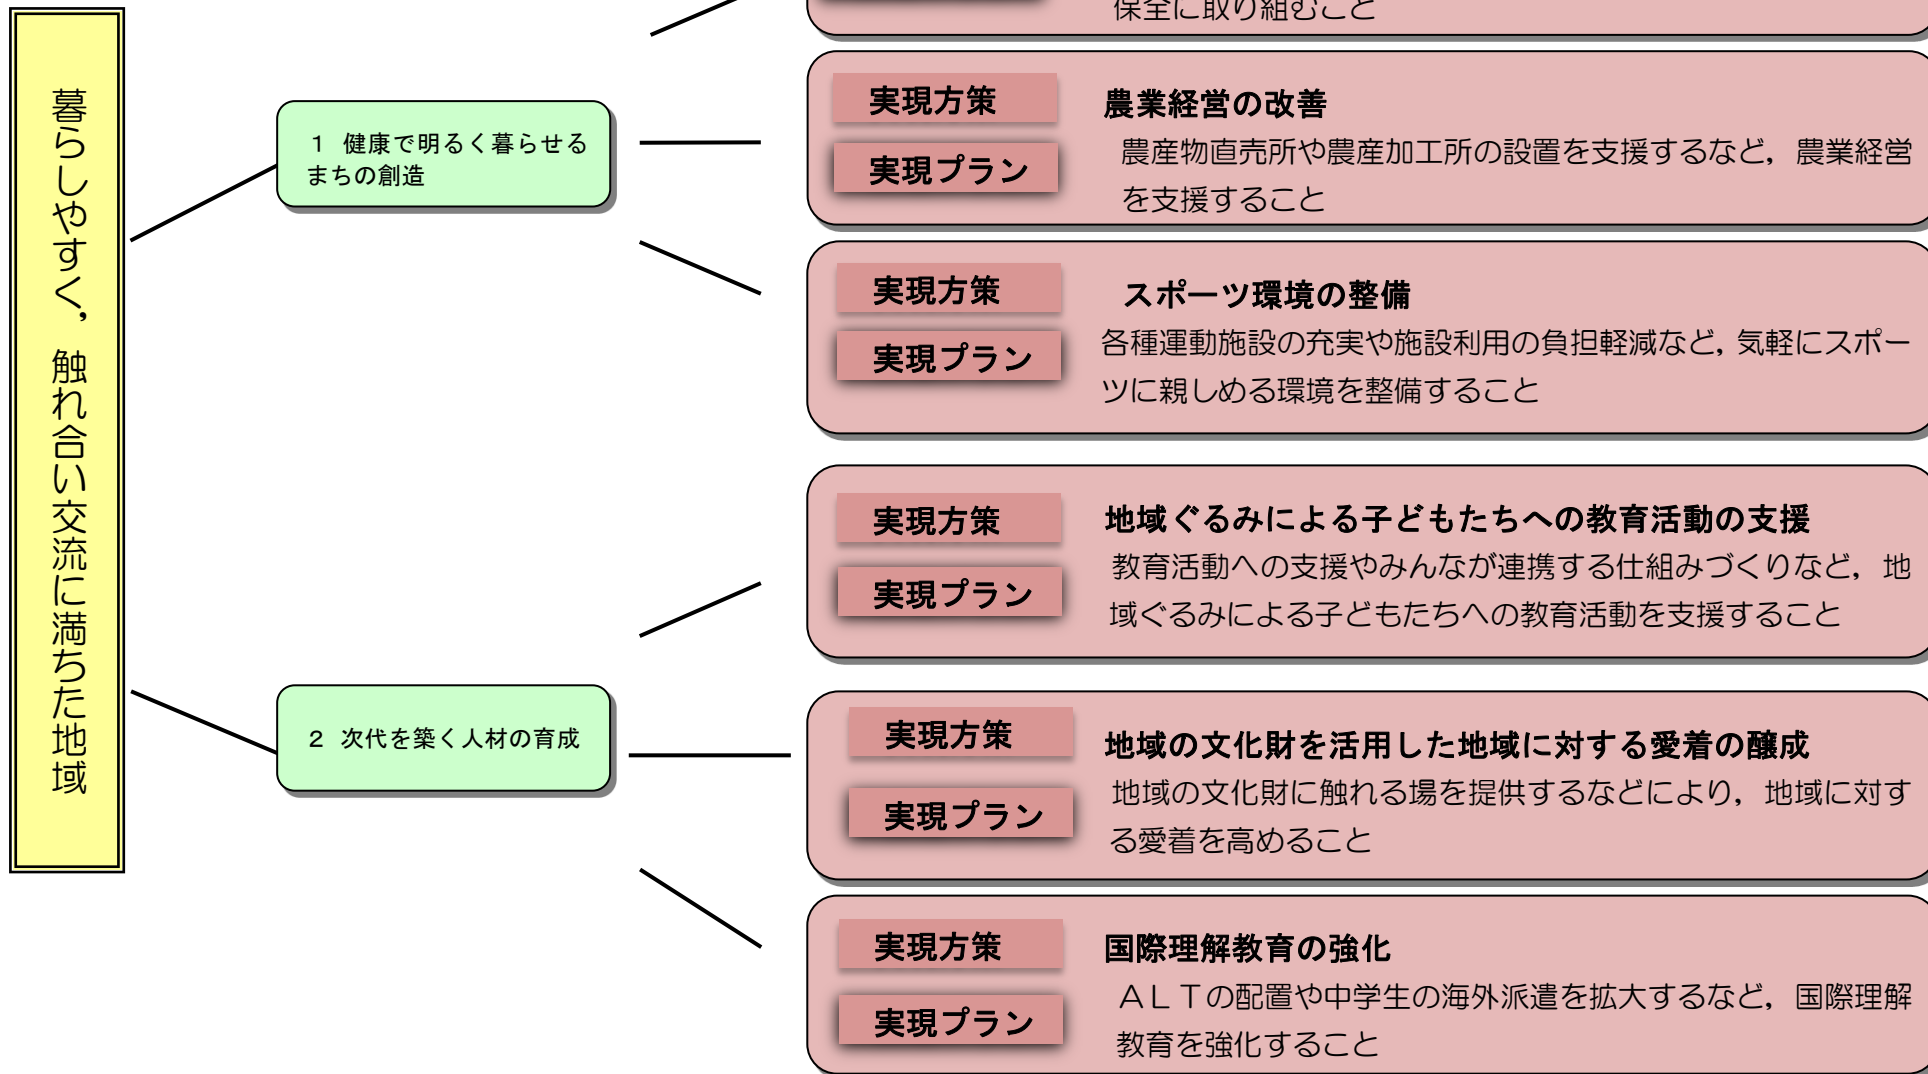 暮らしやすく，触れ合い交流に満ちた地域
１ 健康で明るく暮らせる
まちの創造
保全に取り組むこと
実現方策
農業経営の改善
実現プラン
農産物直売所や農産加工所の設置を支援するなど，農業経営
を支援すること
実現方策
スポーツ環境の整備
実現プラン
各種運動施設の充実や施設利用の負担軽減など，気軽にスポー
ツに親しめる環境を整備すること
２ 次代を築く人材の育成
実現方策
地域ぐるみによる子どもたちへの教育活動の支援
実現プラン
教育活動への支援やみんなが連携する仕組みづくりなど，地
域ぐるみによる子どもたちへの教育活動を支援すること
実現方策
地域の文化財を活用した地域に対する愛着の醸成
実現プラン
地域の文化財に触れる場を提供するなどにより，地域に対す
る愛着を高めること
実現方策
国際理解教育の強化
実現プラン
ＡＬＴの配置や中学生の海外派遣を拡大するなど，国際理解
教育を強化すること